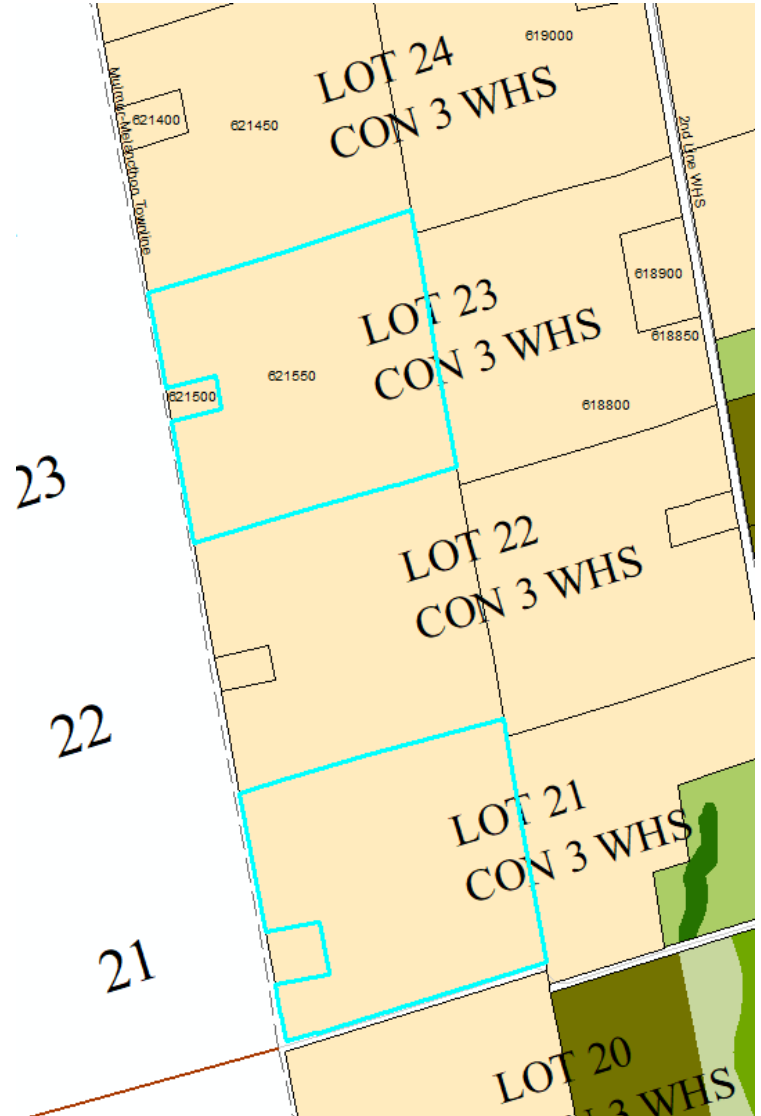 619000
LOT 24
CON 3 WHS
621400
621450
Mulmur-Melancthon Townline
2nd Line WHS
618900
LOT 23
CON 3 WHS
618850
621550
621500
618800
23
LOT 22
CON 3 WHS
22
LOT 21
CON 3 WHS
21
LOT 20
3 WHS